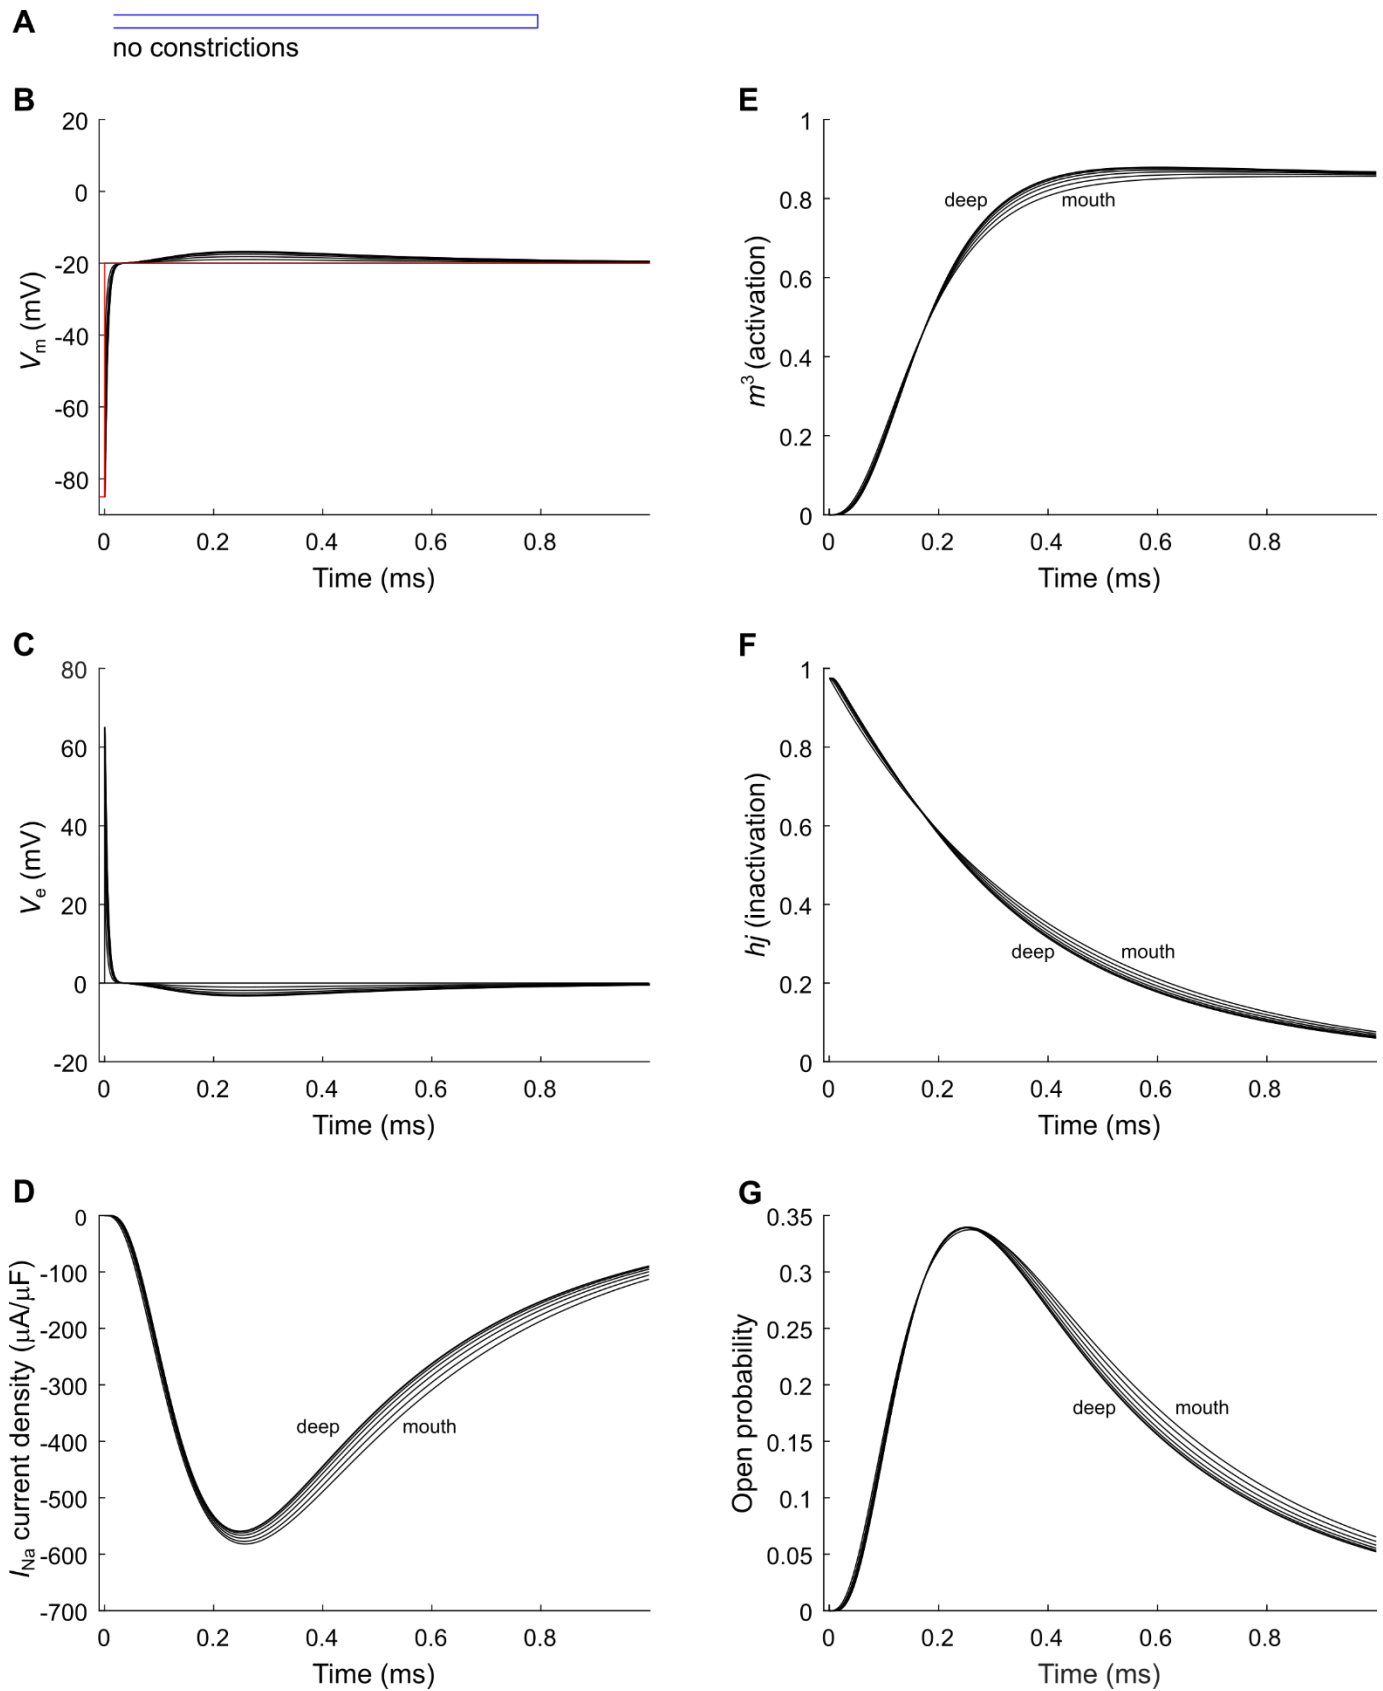 A
no constrictions
B
20
0
-20
-40
-60
-80
Vm (mV)
0 0.2 0.4 0.6 0.8
Time (ms)
E
1
0.8
0.6
0.4
0.2
0
m³ (activation)
deep mouth
0 0.2 0.4 0.6 0.8
Time (ms)
C
80
60
40
20
0
-20
Ve (mV)
0 0.2 0.4 0.6 0.8
Time (ms)
F
1
0.8
0.6
0.4
0.2
0
hj (inactivation)
deep mouth
0 0.2 0.4 0.6 0.8
Time (ms)
D
0
-100
-200
-300
-400
-500
-600
-700
INa current density (µA/µF)
deep mouth
0 0.2 0.4 0.6 0.8
Time (ms)
G
0.35
0.3
0.25
0.2
0.15
0.1
0.05
0
Open probability
deep mouth
0 0.2 0.4 0.6 0.8
Time (ms)